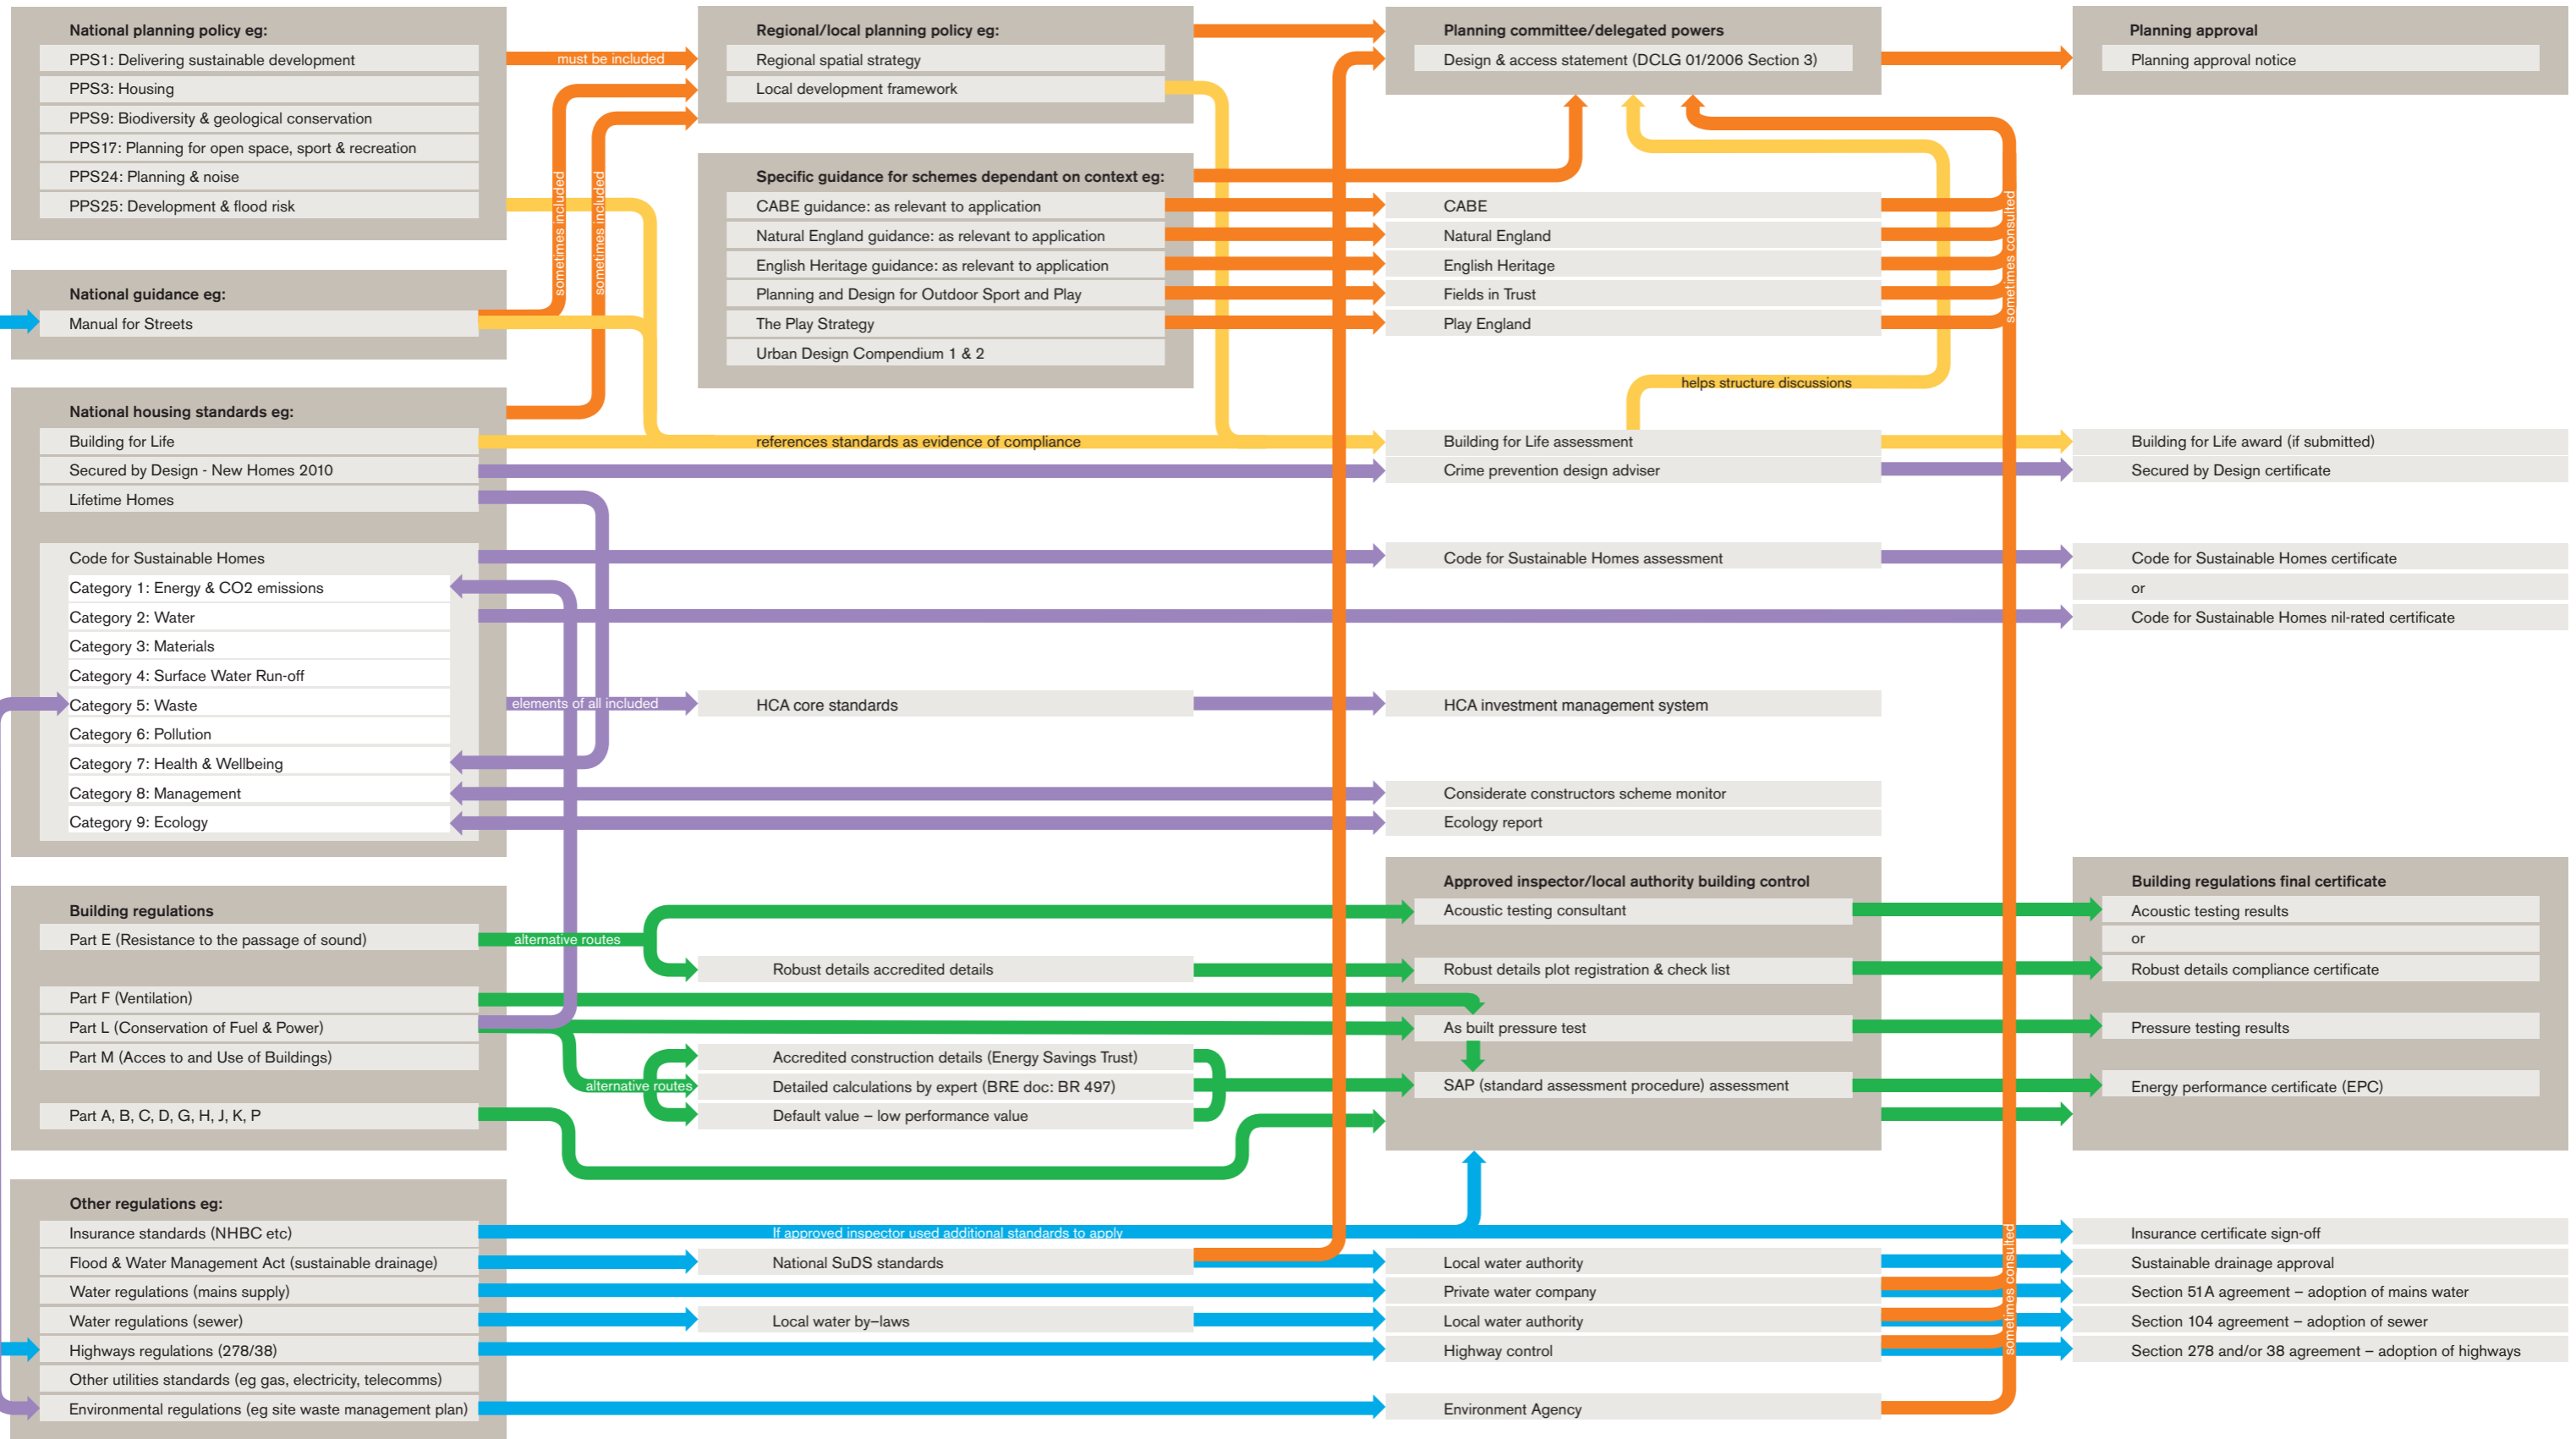 National planning policy eg:
PPS1: Delivering sustainable development
PPS3: Housing
PPS9: Biodiversity & geological conservation
PPS17: Planning for open space, sport & recreation
PPS24: Planning & noise
PPS25: Development & flood risk
National guidance eg:
Manual for Streets
National housing standards eg:
Building for Life
Secured by Design - New Homes 2010
Lifetime Homes
Code for Sustainable Homes
Category 1: Energy & CO2 emissions
Category 2: Water
Category 3: Materials
Category 4: Surface Water Run-off
Category 5: Waste
Category 6: Pollution
Category 7: Health & Wellbeing
Category 8: Management
Category 9: Ecology
Building regulations
Part E (Resistance to the passage of sound)
Part F (Ventilation)
Part L (Conservation of Fuel & Power)
Part M (Acces to and Use of Buildings)
Part A, B, C, D, G, H, J, K, P
Other regulations eg:
Insurance standards (NHBC etc)
Flood & Water Management Act (sustainable drainage)
Water regulations (mains supply)
Water regulations (sewer)
Highways regulations (278/38)
Other utilities standards (eg gas, electricity, telecomms)
Environmental regulations (eg site waste management plan)
must be included
sometimes included
sometimes included
elements of all included
alternative routes
alternative routes
Regional/local planning policy eg:
Regional spatial strategy
Local development framework
Specific guidance for schemes dependant on context eg:
CABE guidance: as relevant to application
Natural England guidance: as relevant to application
English Heritage guidance: as relevant to application
Planning and Design for Outdoor Sport and Play
The Play Strategy
Urban Design Compendium 1 & 2
references standards as evidence of compliance
HCA core standards
Robust details accredited details
Accredited construction details (Energy Savings Trust)
Detailed calculations by expert (BRE doc: BR 497)
Default value – low performance value
If approved inspector used additional standards to apply
National SuDS standards
Local water by–laws
Planning committee/delegated powers
Design & access statement (DCLG 01/2006 Section 3)
CABE
Natural England
English Heritage
Fields in Trust
Play England
helps structure discussions
Building for Life assessment
Crime prevention design adviser
Code for Sustainable Homes assessment
HCA investment management system
Considerate constructors scheme monitor
Ecology report
Approved inspector/local authority building control
Acoustic testing consultant
Robust details plot registration & check list
As built pressure test
SAP (standard assessment procedure) assessment
Local water authority
Private water company
Local water authority
Highway control
Environment Agency
sometimes consulted
sometimes consulted
Planning approval
Planning approval notice
Building for Life award (if submitted)
Secured by Design certificate
Code for Sustainable Homes certificate
or
Code for Sustainable Homes nil-rated certificate
Building regulations final certificate
Acoustic testing results
or
Robust details compliance certificate
Pressure testing results
Energy performance certificate (EPC)
Insurance certificate sign-off
Sustainable drainage approval
Section 51A agreement – adoption of mains water
Section 104 agreement – adoption of sewer
Section 278 and/or 38 agreement – adoption of highways